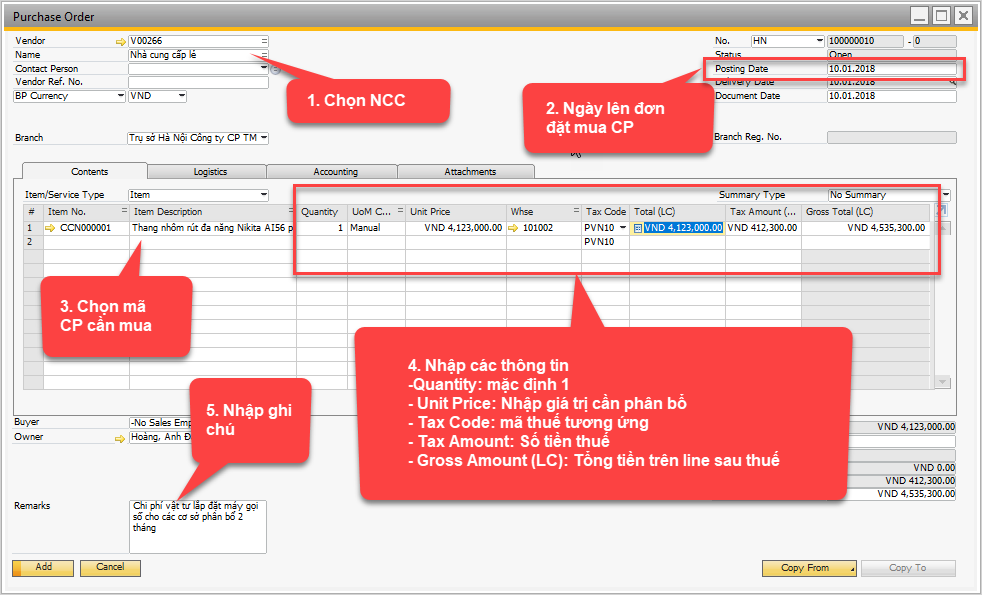 Purchase Order
Vendor V00266
Name Nhà cung cấp lẻ
Contact Person
Vendor Ref. No.
BP Currency VND
Branch Trụ sở Hà Nội Công ty CP TM
No. HN 100000010 - 0
Status Open
Posting Date 10.01.2018
Delivery Date 10.01.2018
Document Date 10.01.2018
Branch Reg. No.
1. Chọn NCC
2. Ngày lên đơn
đặt mua CP
Contents Logistics Accounting Attachments
Item/Service Type Item Summary Type No Summary
# Item No. Item Description Quantity UoM C... Unit Price Whse Tax Code Total (LC) Tax Amount (... Gross Total (LC)
1 CCN000001 Thang nhôm rút đa năng Nikita AI56 p 1 Manual VND 4,123,000.00 101002 PVN10 VND 4,123,000.00 VND 412,300.00 VND 4,535,300.00
2 PVN10
3. Chọn mã
CP cần mua
4. Nhập các thông tin
-Quantity: mặc định 1
- Unit Price: Nhập giá trị cần phân bổ
- Tax Code: mã thuế tương ứng
- Tax Amount: Số tiền thuế
- Gross Amount (LC): Tổng tiền trên line sau thuế
5. Nhập ghi
chú
Buyer -No Sales Emp
Owner Hoàng, Anh Đ
VND 4,123,000.00
VND 0.00
VND 412,300.00
VND 4,535,300.00
Remarks Chi phí vật tư lắp đặt máy gọi
số cho các cơ sở phân bổ 2
tháng
Add Cancel Copy From Copy To